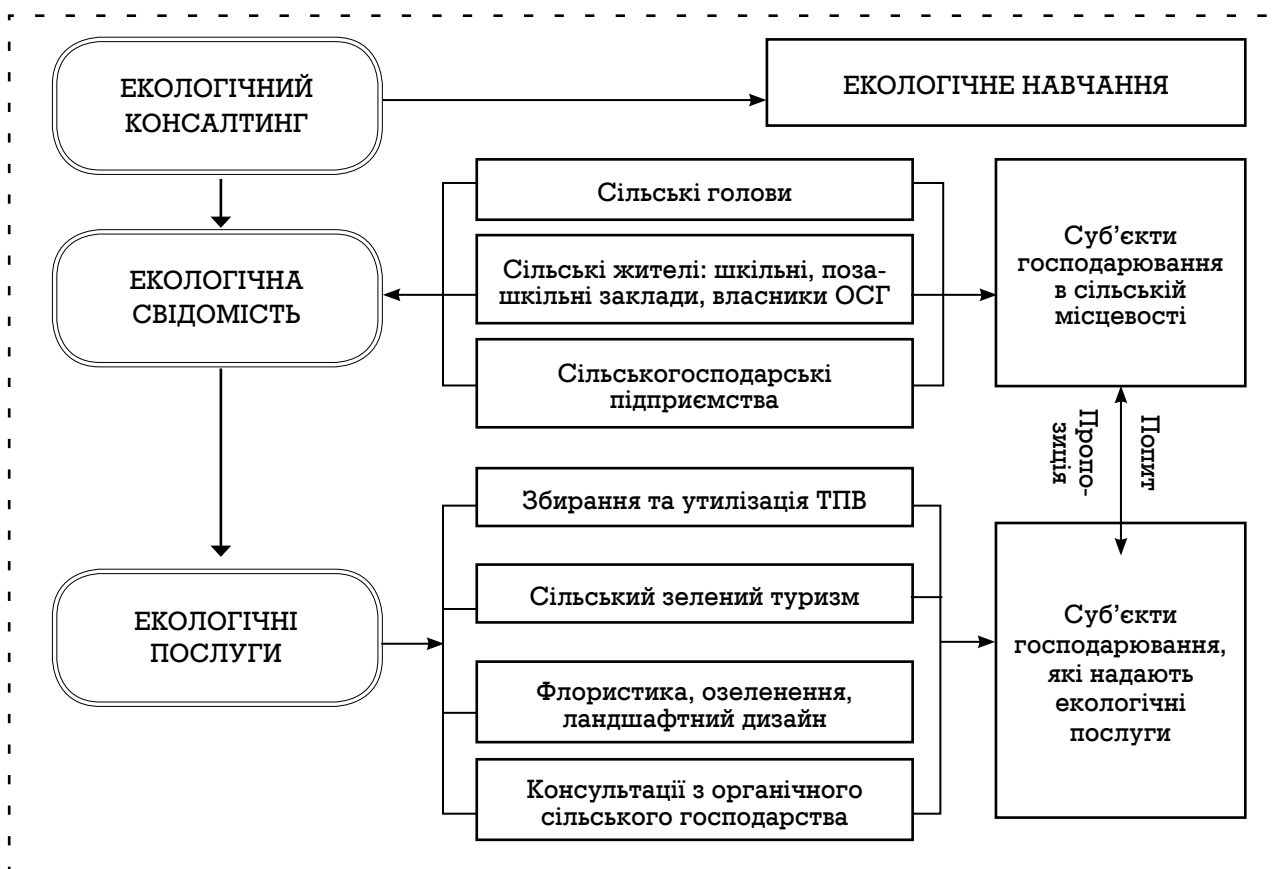 ЕКОЛОГІЧНИЙ
КОНСАЛТИНГ
ЕКОЛОГІЧНЕ НАВЧАННЯ
ЕКОЛОГІЧНА
СВІДОМІСТЬ
Сільські голови
Сільські жителі: шкільні, поза-
шкільні заклади, власники ОСГ
Сільськогосподарські
підприємства
Суб’єкти
господарювання
в сільській
місцевості
Пропо-
зиція
Попит
ЕКОЛОГІЧНІ
ПОСЛУГИ
Збирання та утилізація ТПВ
Сільський зелений туризм
Флористика, озеленення,
ландшафтний дизайн
Консультації з органічного
сільського господарства
Суб’єкти
господарювання,
які надають
екологічні
послуги